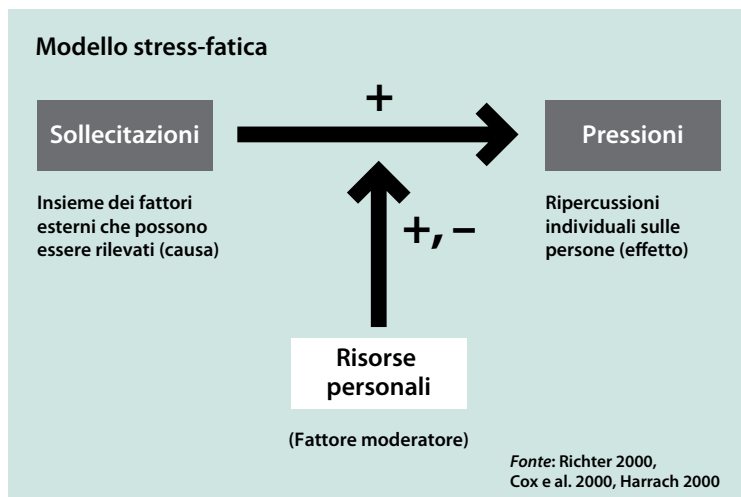 Modello stress-fatica
+
Sollecitazioni
Pressioni
Insieme dei fattori
esterni che possono
essere rilevati (causa)
Ripercussioni
individuali sulle
persone (effetto)
+, –
Risorse
personali
(Fattore moderatore)
Fonte: Richter 2000,
Cox e al. 2000, Harrach 2000